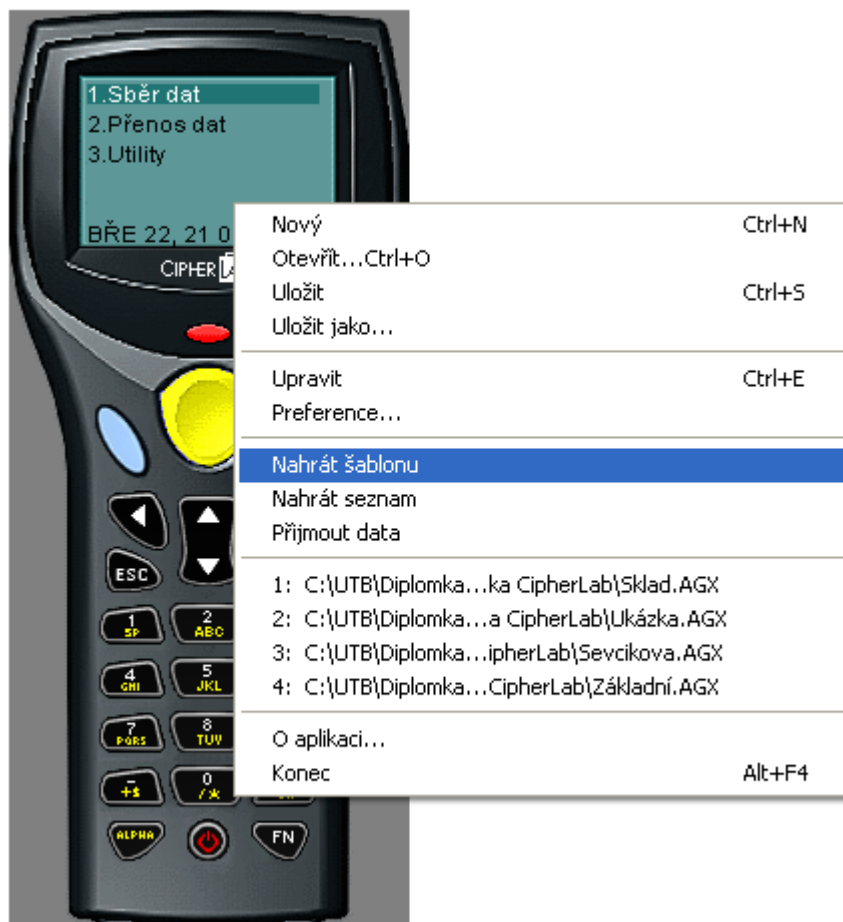 1.Sběr dat
2.Přenos dat
3.Utility
BŘE 22, 21 0
CIPHER
Nový Ctrl+N
Otevřít...Ctrl+O
Uložit Ctrl+S
Uložit jako...
Upravit Ctrl+E
Preference...
Nahrát šablonu
Nahrát seznam
Přijmout data
1: C:\UTB\Diplomka...ka CipherLab\Sklad.AGX
2: C:\UTB\Diplomka...a CipherLab\Ukázka.AGX
3: C:\UTB\Diplomka...ipherLab\Sevcikova.AGX
4: C:\UTB\Diplomka...CipherLab\Základní.AGX
O aplikaci...
Konec Alt+F4
ESC
1 2
SP ABC
4 5
GHI JKL
7 8
PQRS TUV
- 0
+$ /*
ALPHA FN